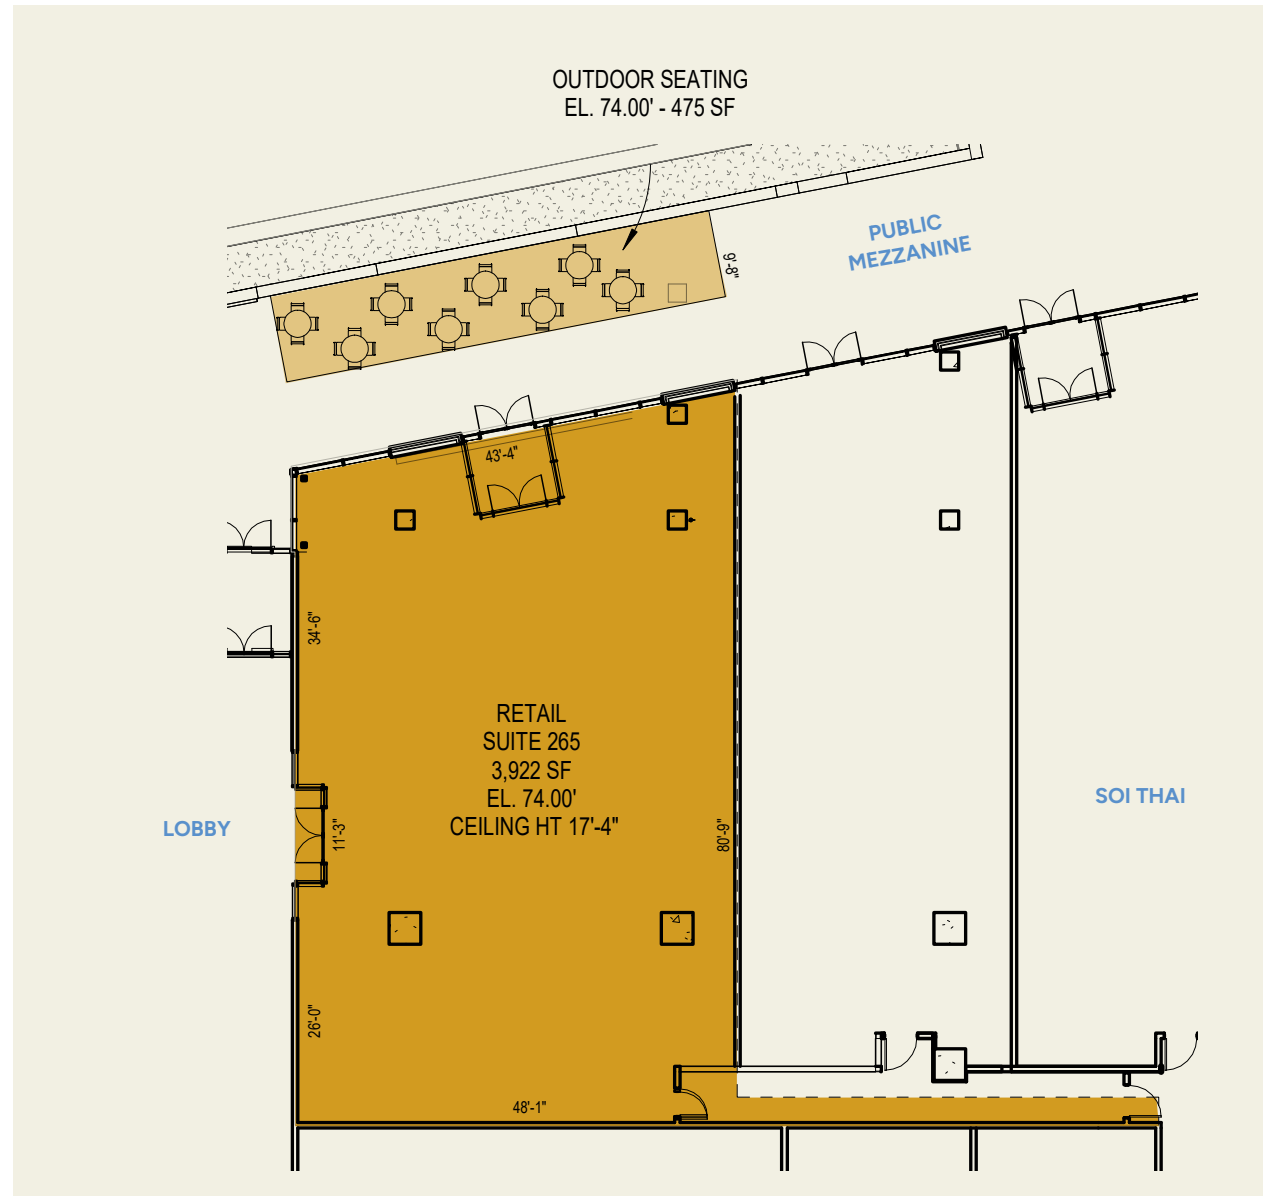 OUTDOOR SEATING
EL. 74.00' - 475 SF
PUBLIC
MEZZANINE
9'-8"
43'-4"
34'-6"
RETAIL
SUITE 265
3,922 SF
EL. 74.00'
CEILING HT 17'-4"
LOBBY
11'-3"
80'-9"
SOI THAI
26'-0"
48'-1"